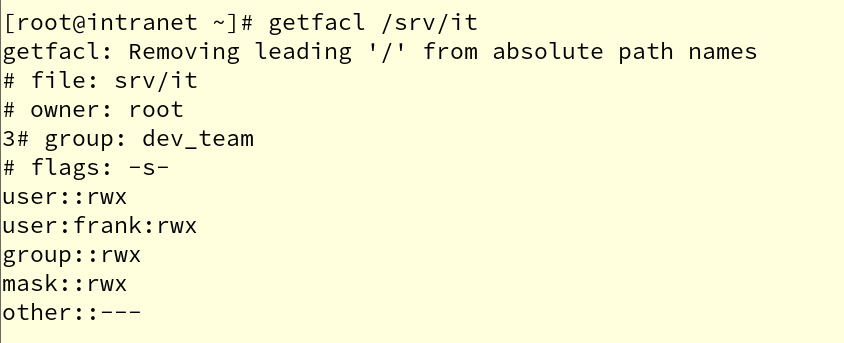 [root@intranet ~]# getfacl /srv/it
getfacl: Removing leading '/' from absolute path names
# file: srv/it
# owner: root
3# group: dev_team
# flags: -s-
user::rwx
user:frank:rwx
group::rwx
mask::rwx
other::---